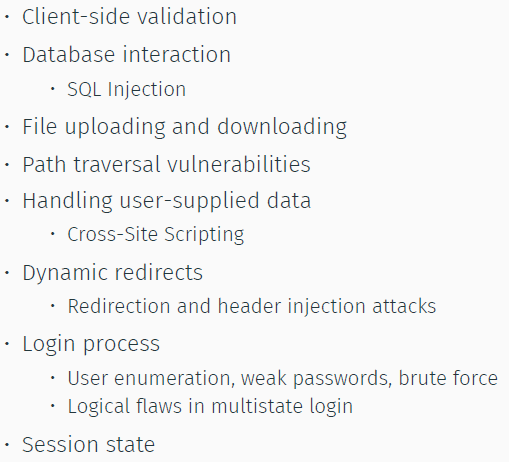 • Client-side validation
• Database interaction
• SQL Injection
• File uploading and downloading
• Path traversal vulnerabilities
• Handling user-supplied data
• Cross-Site Scripting
• Dynamic redirects
• Redirection and header injection attacks
• Login process
• User enumeration, weak passwords, brute force
• Logical flaws in multistate login
• Session state